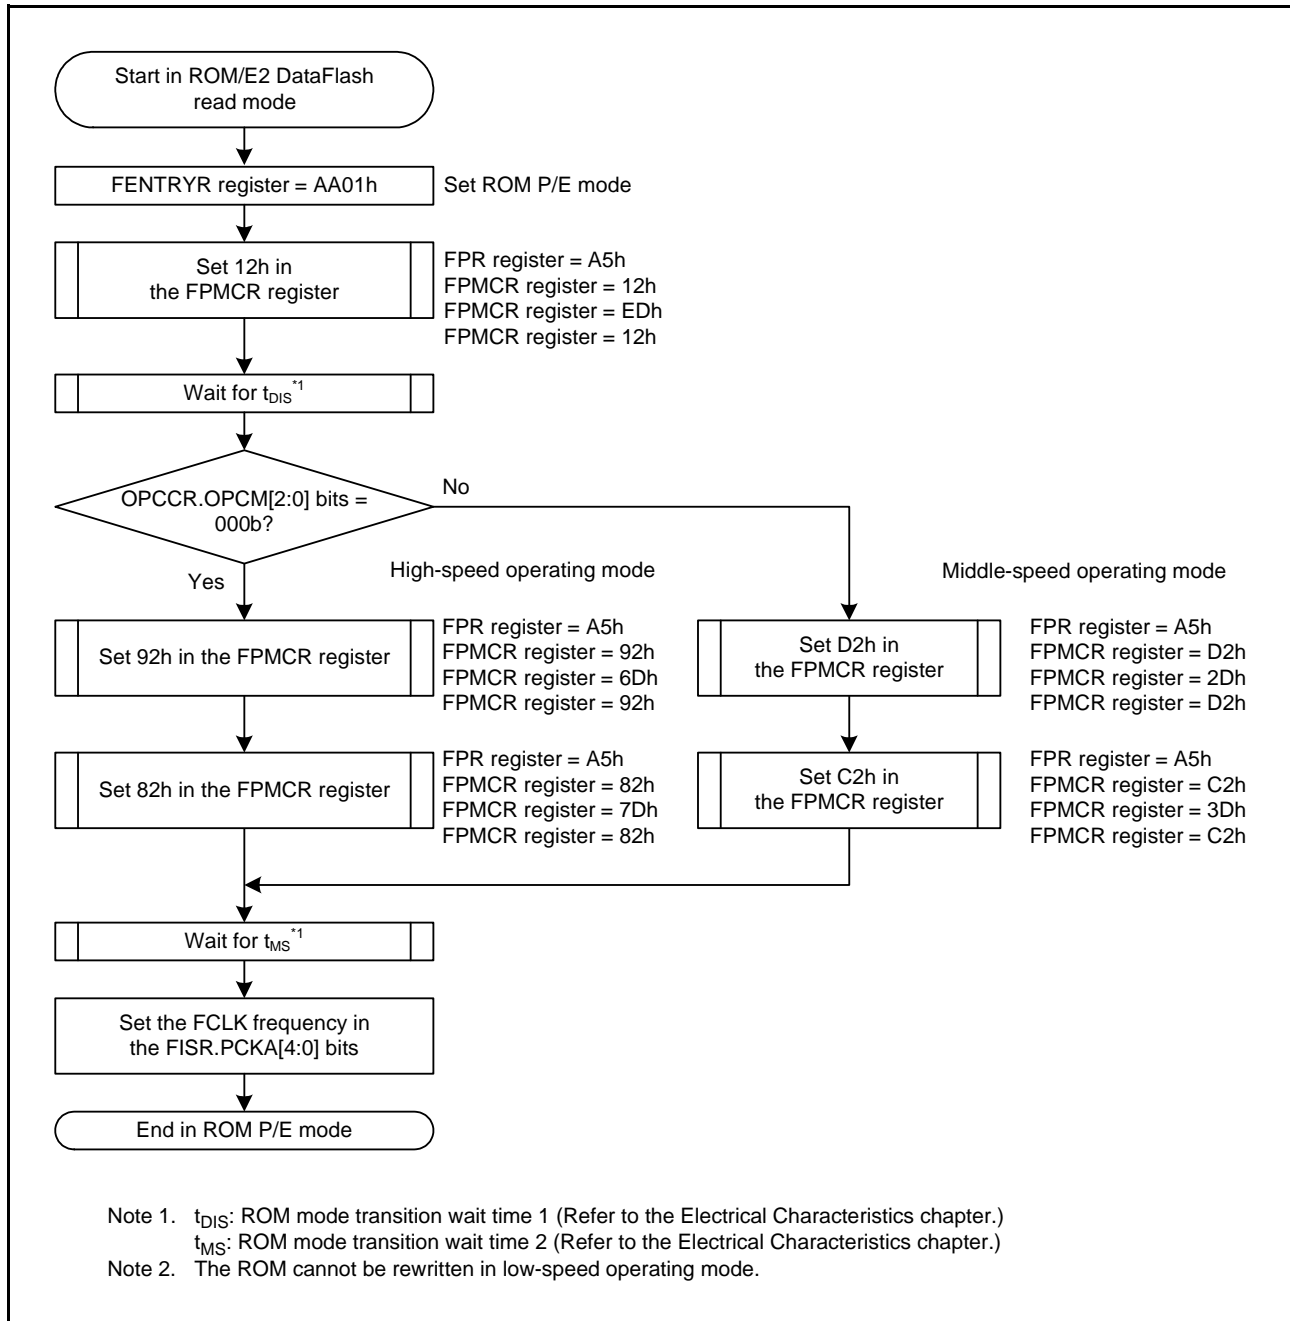 Start in ROM/E2 DataFlash
read mode
FENTRYR register = AA01h
Set ROM P/E mode
Set 12h in
the FPMCR register
FPR register = A5h
FPMCR register = 12h
FPMCR register = EDh
FPMCR register = 12h
Wait for tDIS*1
OPCCR.OPCM[2:0] bits =
000b?
No
Yes
High-speed operating mode
Middle-speed operating mode
Set 92h in the FPMCR register
FPR register = A5h
FPMCR register = 92h
FPMCR register = 6Dh
FPMCR register = 92h
Set D2h in
the FPMCR register
FPR register = A5h
FPMCR register = D2h
FPMCR register = 2Dh
FPMCR register = D2h
Set 82h in the FPMCR register
FPR register = A5h
FPMCR register = 82h
FPMCR register = 7Dh
FPMCR register = 82h
Set C2h in
the FPMCR register
FPR register = A5h
FPMCR register = C2h
FPMCR register = 3Dh
FPMCR register = C2h
Wait for tMS*1
Set the FCLK frequency in
the FISR.PCKA[4:0] bits
End in ROM P/E mode
Note 1. tDIS: ROM mode transition wait time 1 (Refer to the Electrical Characteristics chapter.)
tMS: ROM mode transition wait time 2 (Refer to the Electrical Characteristics chapter.)
Note 2. The ROM cannot be rewritten in low-speed operating mode.